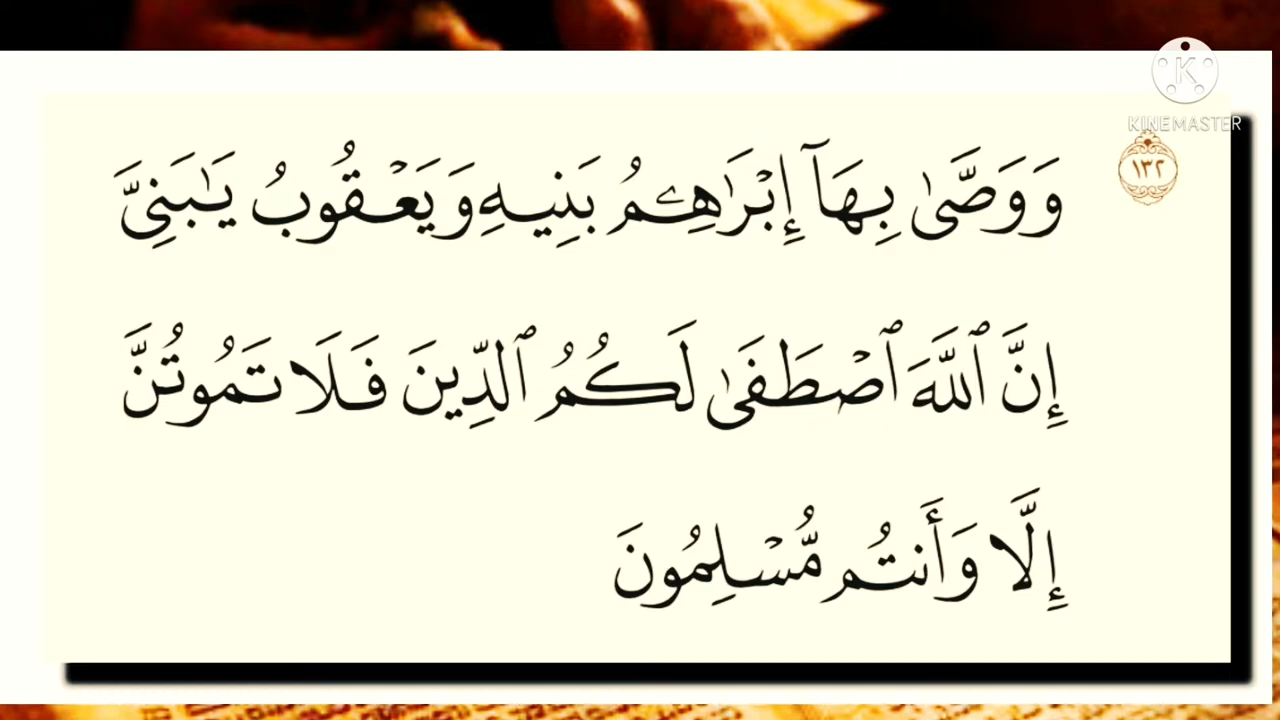 KINEMASTER
١٣٢
وَوَصَّىٰ بِهَآ إِبۡرَٰهِـۧمُ بَنِيهِ وَيَعۡقُوبُ يَٰبَنِيَّ
إِنَّ ٱللَّهَ ٱصۡطَفَىٰ لَكُمُ ٱلدِّينَ فَلَا تَمُوتُنَّ
إِلَّا وَأَنتُم مُّسۡلِمُونَ